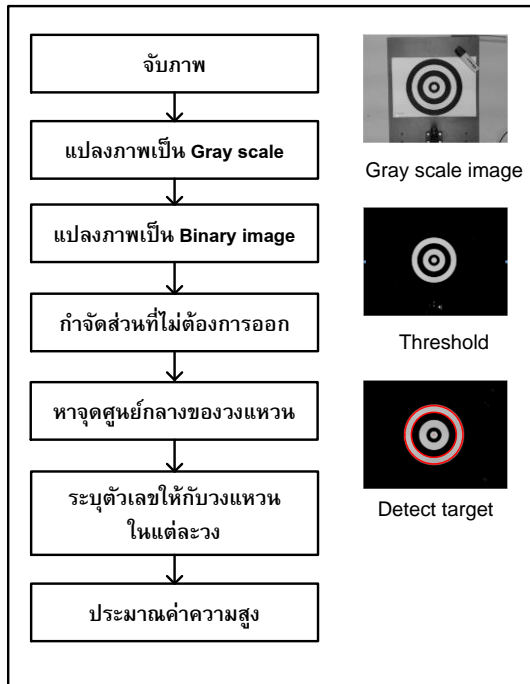 จับภาพ
แปลงภาพเป็น Gray scale
แปลงภาพเป็น Binary image
กำจัดส่วนที่ไม่ต้องการออก
หาจุดศูนย์กลางของวงแหวน
ระบุตัวเลขให้กับวงแหวน
ในแต่ละวง
ประมาณค่าความสูง
Gray scale image
Threshold
Detect target